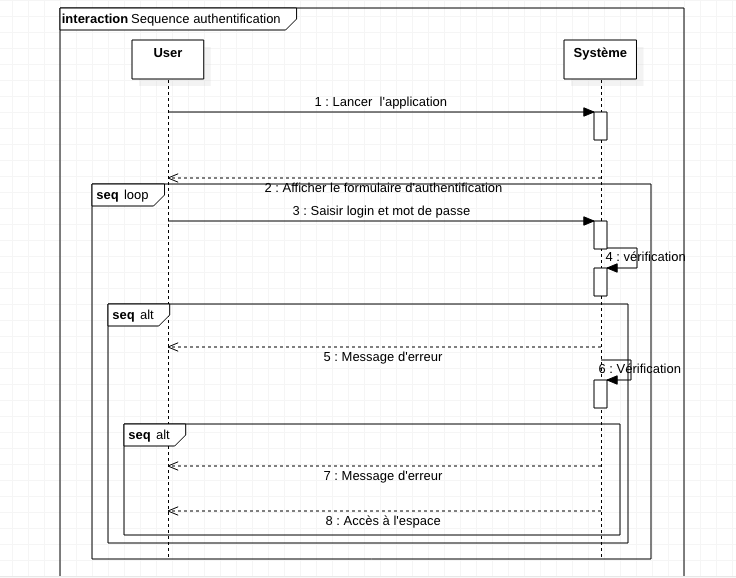 interaction Sequence authentification
User
Système
1 : Lancer l'application
2 : Afficher le formulaire d'authentification
seq loop
3 : Saisir login et mot de passe
4 : vérification
seq alt
5 : Message d'erreur
6 : Vérification
seq alt
7 : Message d'erreur
8 : Accès à l'espace